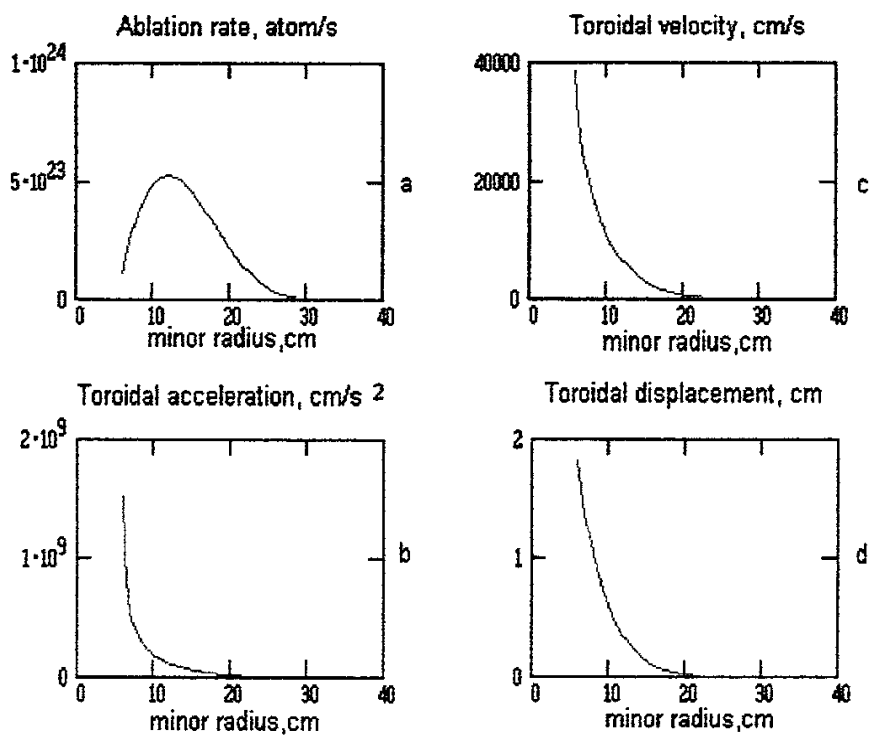 Ablation rate, atom/s
1·10^24
5·10^23
0
0 10 20 30 40
minor radius,cm
a
Toroidal velocity, cm/s
40000
20000
0
0 10 20 30 40
minor radius,cm
c
Toroidal acceleration, cm/s 2
2·10^9
1·10^9
0
0 10 20 30 40
minor radius,cm
b
Toroidal displacement, cm
2
1
0
0 10 20 30 40
minor radius,cm
d